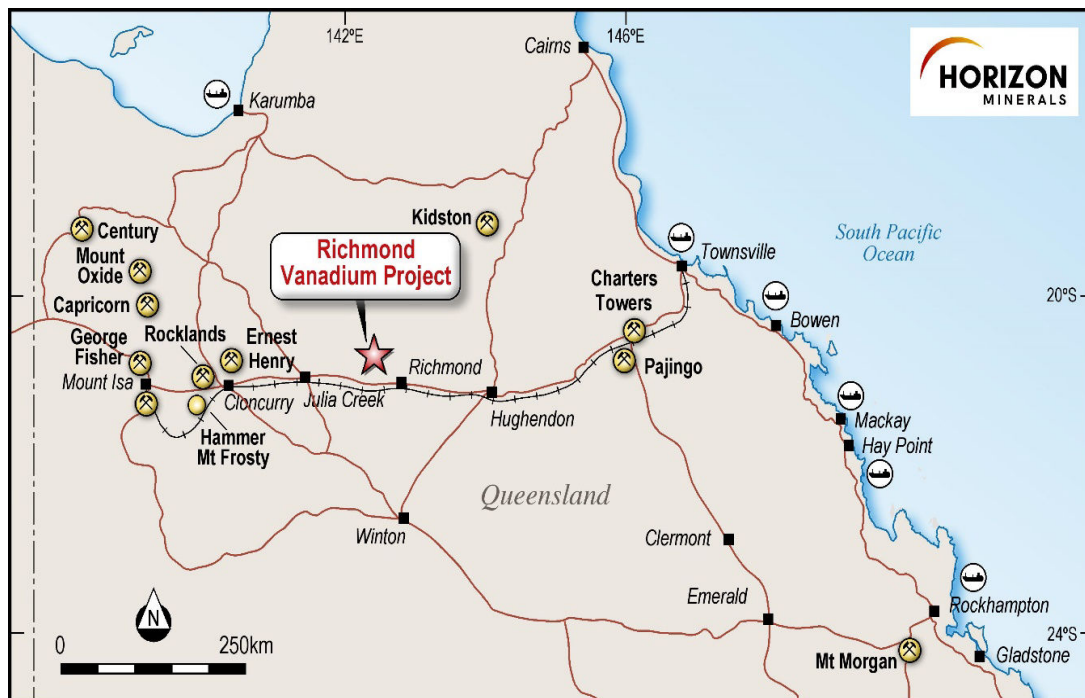 142ºE
146ºE
Cairns
HORIZON
MINERALS
Karumba
Century
Kidston
Mount
Oxide
Richmond
Vanadium Project
South Pacific
Ocean
Townsville
Capricorn
Charters
Towers
20ºS
Bowen
George
Fisher
Rocklands
Ernest
Henry
Mount Isa
Richmond
Pajingo
Cloncurry
Julia Creek
Hughendon
Mackay
Hay Point
Hammer
Mt Frosty
Queensland
Winton
Clermont
Emerald
Rockhampton
N
0
250km
24ºS
Mt Morgan
Gladstone